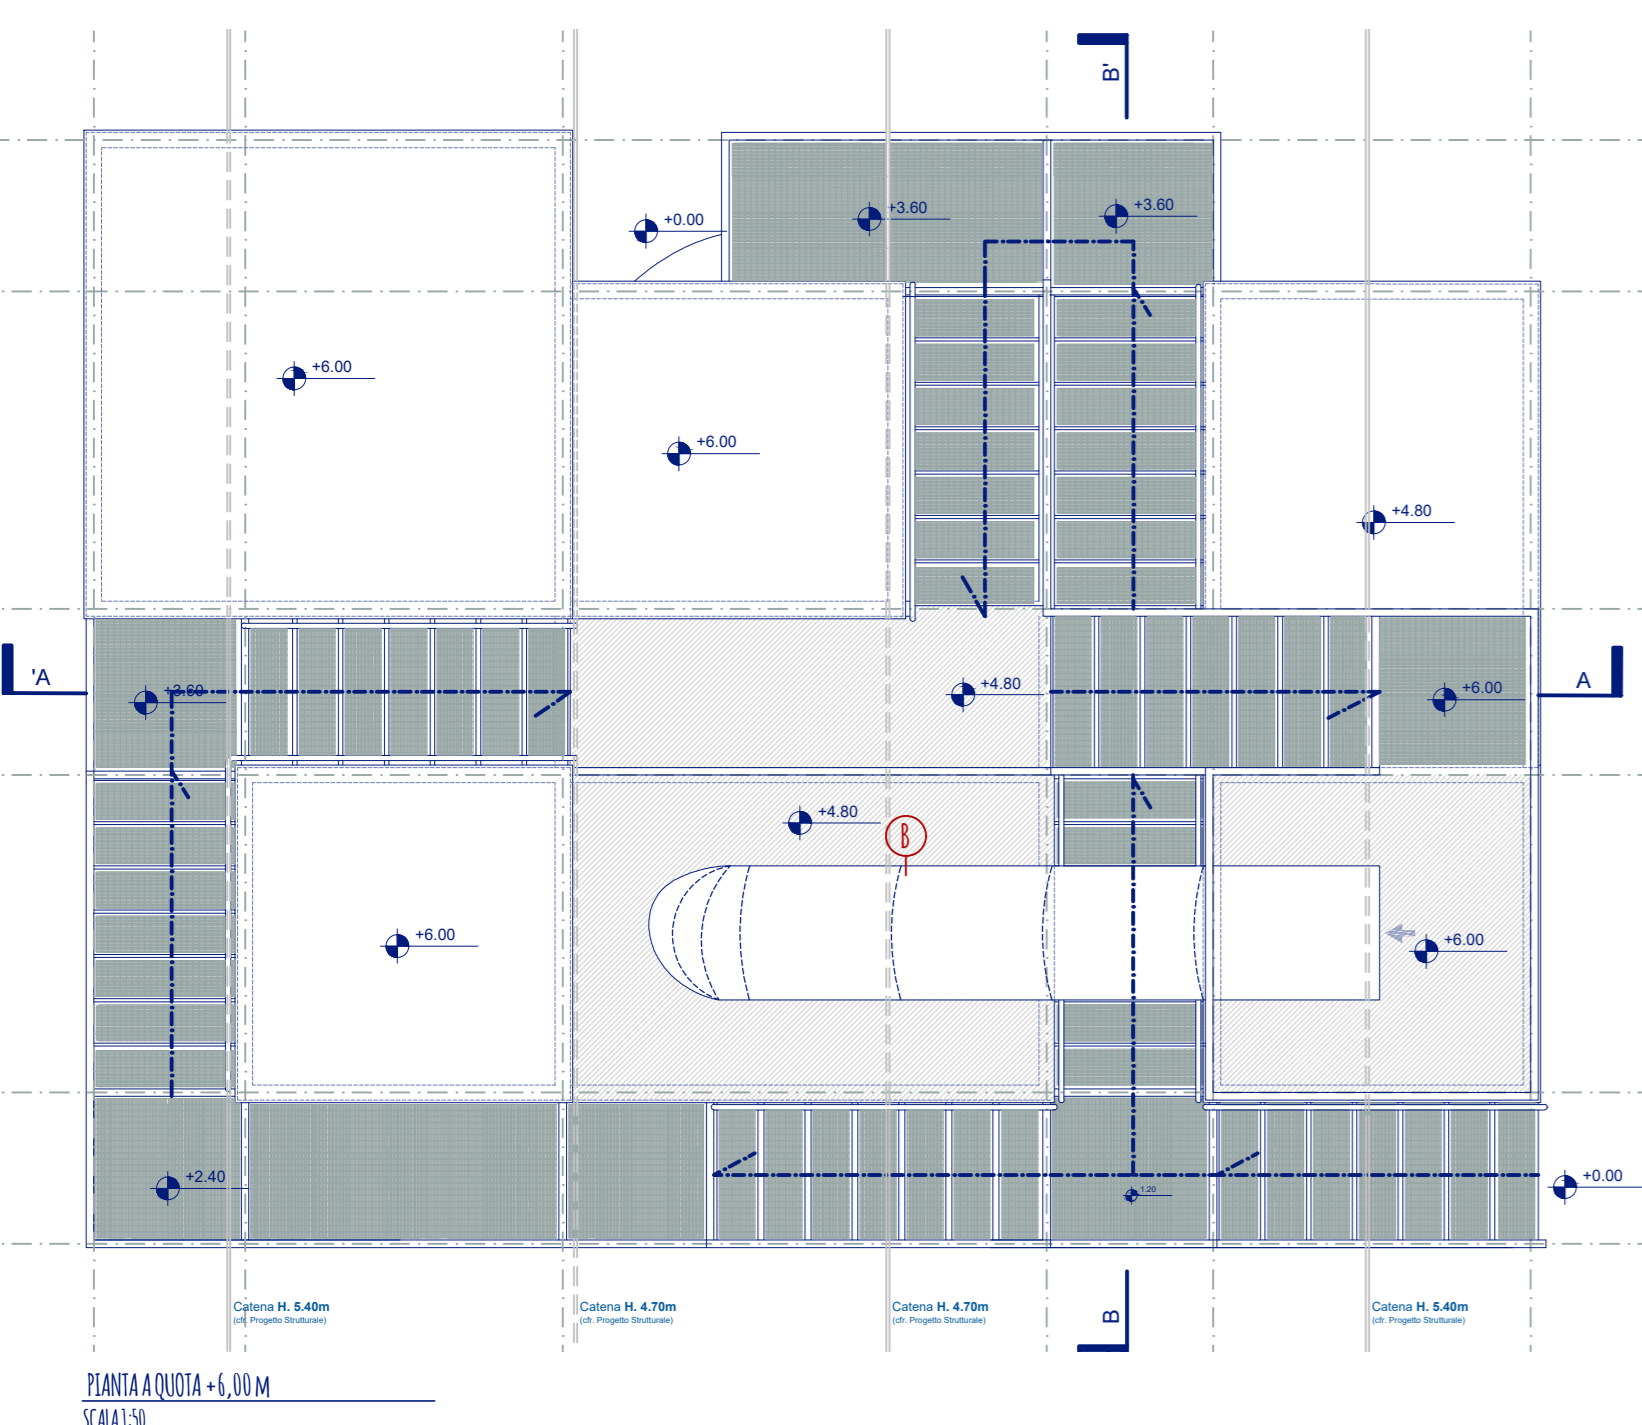 B'
+3.60
+3.60
+0.00
+6.00
+6.00
+4.80
'A
+3.60
+4.80
+6.00
A
+4.80
B
+6.00
+6.00
+2.40
1.20
+0.00
Catena H. 5.40m
(cfr. Progetto Strutturale)
Catena H. 4.70m
(cfr. Progetto Strutturale)
Catena H. 4.70m
(cfr. Progetto Strutturale)
B
Catena H. 5.40m
(cfr. Progetto Strutturale)
PIANTA A QUOTA +6,00 M
SCALA 1:50